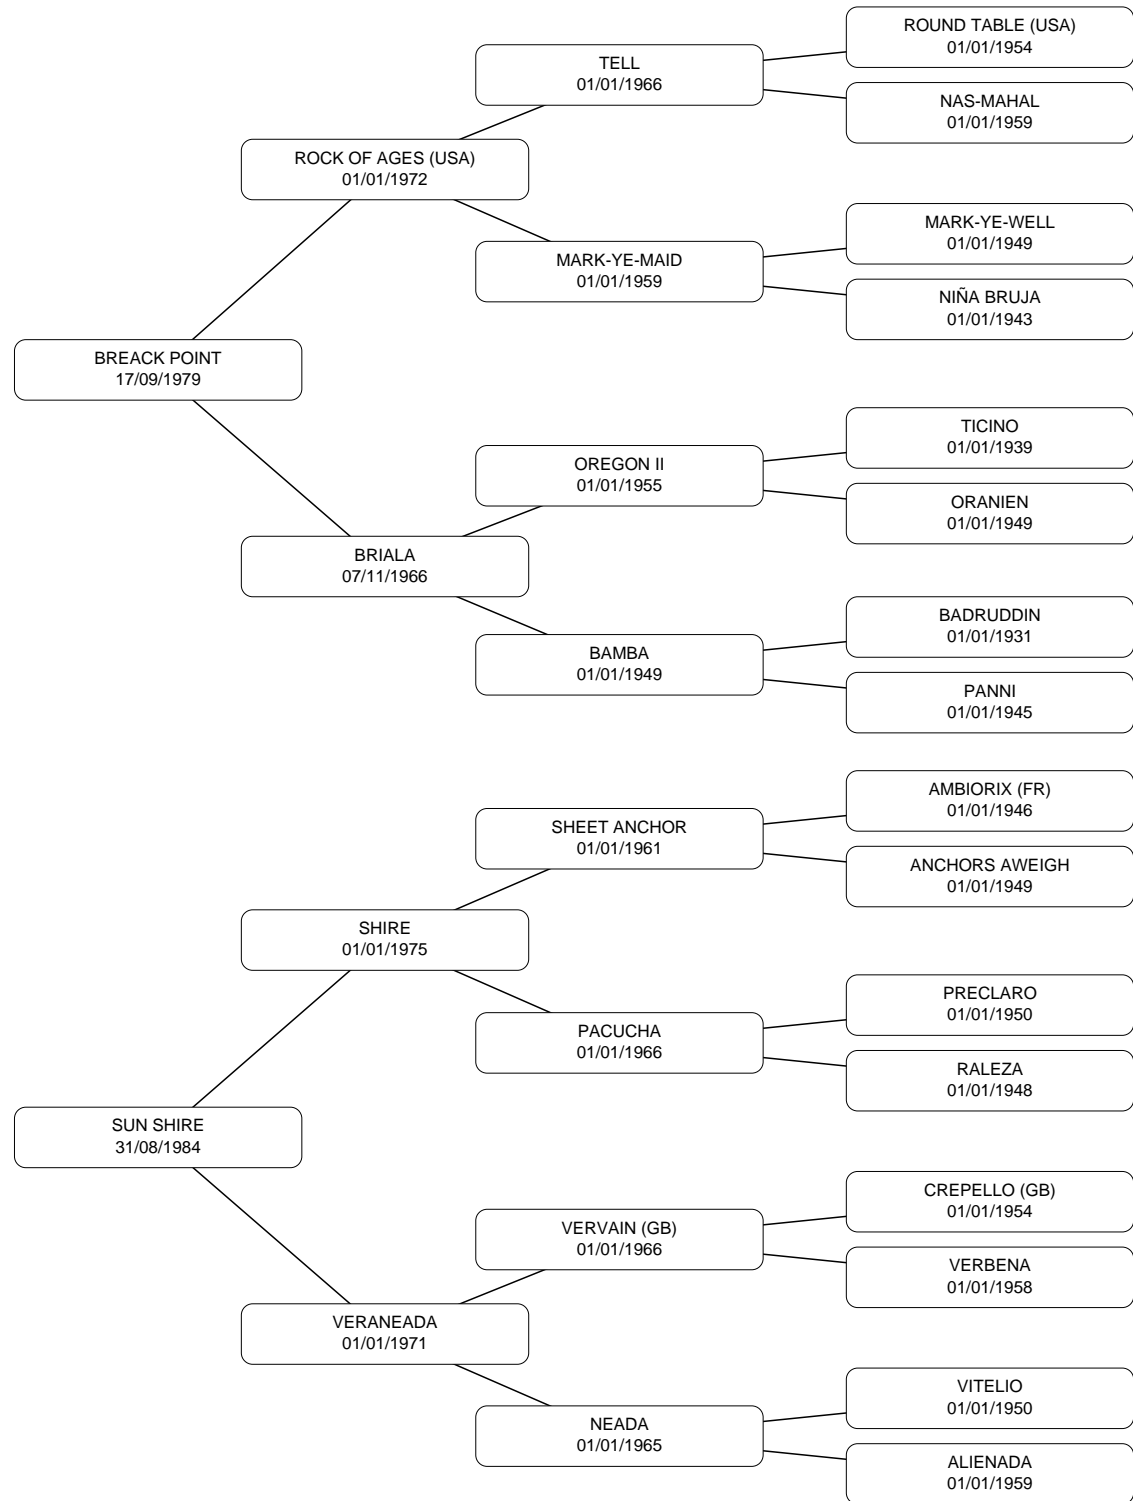 ROUND TABLE (USA)
01/01/1954
TELL
01/01/1966
NAS-MAHAL
01/01/1959
ROCK OF AGES (USA)
01/01/1972
MARK-YE-WELL
01/01/1949
MARK-YE-MAID
01/01/1959
NIÑA BRUJA
01/01/1943
BREACK POINT
17/09/1979
TICINO
01/01/1939
OREGON II
01/01/1955
ORANIEN
01/01/1949
BRIALA
07/11/1966
BADRUDDIN
01/01/1931
BAMBA
01/01/1949
PANNI
01/01/1945
AMBIORIX (FR)
01/01/1946
SHEET ANCHOR
01/01/1961
ANCHORS AWEIGH
01/01/1949
SHIRE
01/01/1975
PRECLARO
01/01/1950
PACUCHA
01/01/1966
RALEZA
01/01/1948
SUN SHIRE
31/08/1984
CREPELLO (GB)
01/01/1954
VERVAIN (GB)
01/01/1966
VERBENA
01/01/1958
VERANEADA
01/01/1971
VITELIO
01/01/1950
NEADA
01/01/1965
ALIENADA
01/01/1959